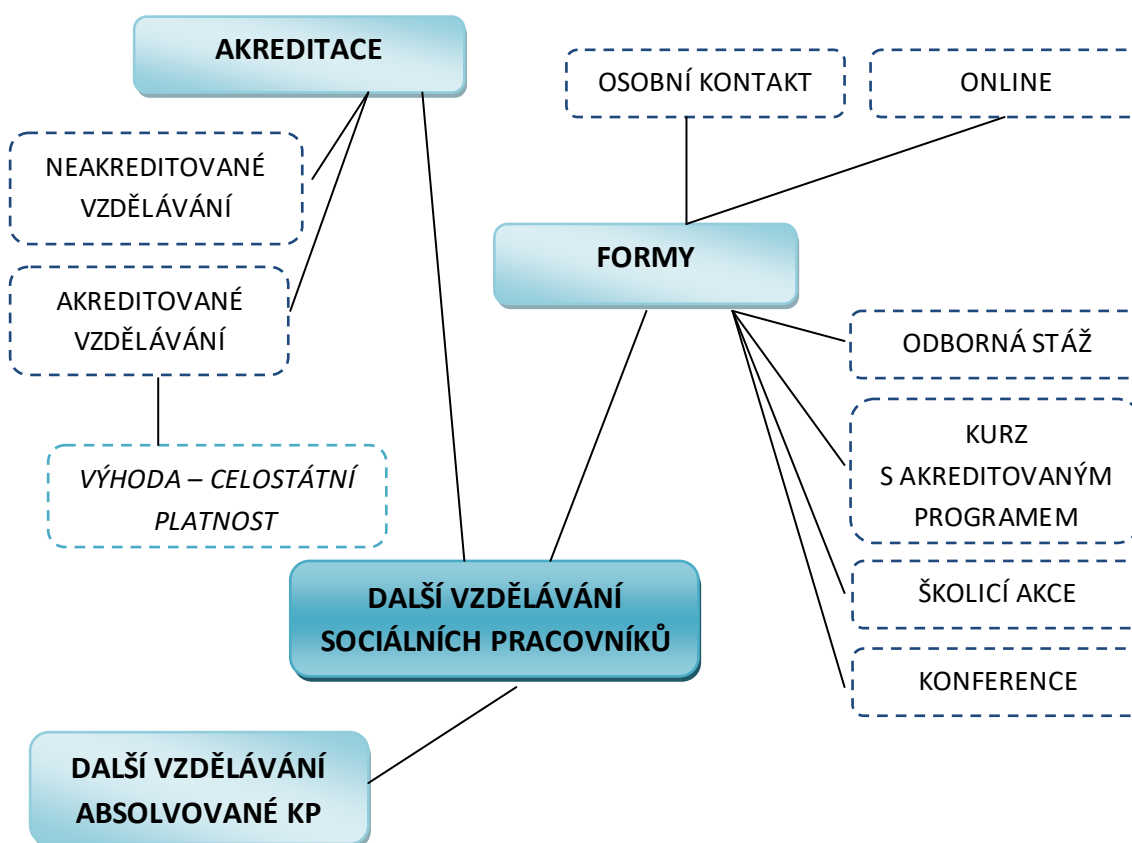 AKREDITACE
OSOBNÍ KONTAKT
ONLINE
NEAKREDITOVANÉ
VZDĚLÁVÁNÍ
FORMY
AKREDITOVANÉ
VZDĚLÁVÁNÍ
ODBORNÁ STÁŽ
KURZ
S AKREDITOVANÝM
PROGRAMEM
VÝHODA – CELOSTÁTNÍ
PLATNOST
ŠKOLICÍ AKCE
DALŠÍ VZDĚLÁVÁNÍ
SOCIÁLNÍCH PRACOVNÍKŮ
KONFERENCE
DALŠÍ VZDĚLÁVÁNÍ
ABSOLVOVANÉ KP